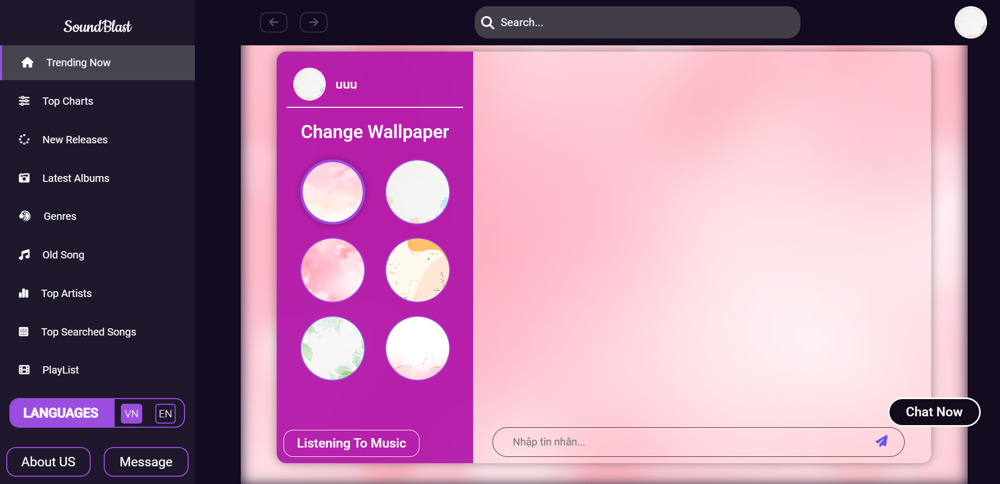 SoundBlast
Search...
Trending Now
Top Charts
New Releases
Latest Albums
Genres
Old Song
Top Artists
Top Searched Songs
PlayList
LANGUAGES VN EN
About US Message
uuu
Change Wallpaper
Listening To Music
Nhập tin nhắn...
Chat Now